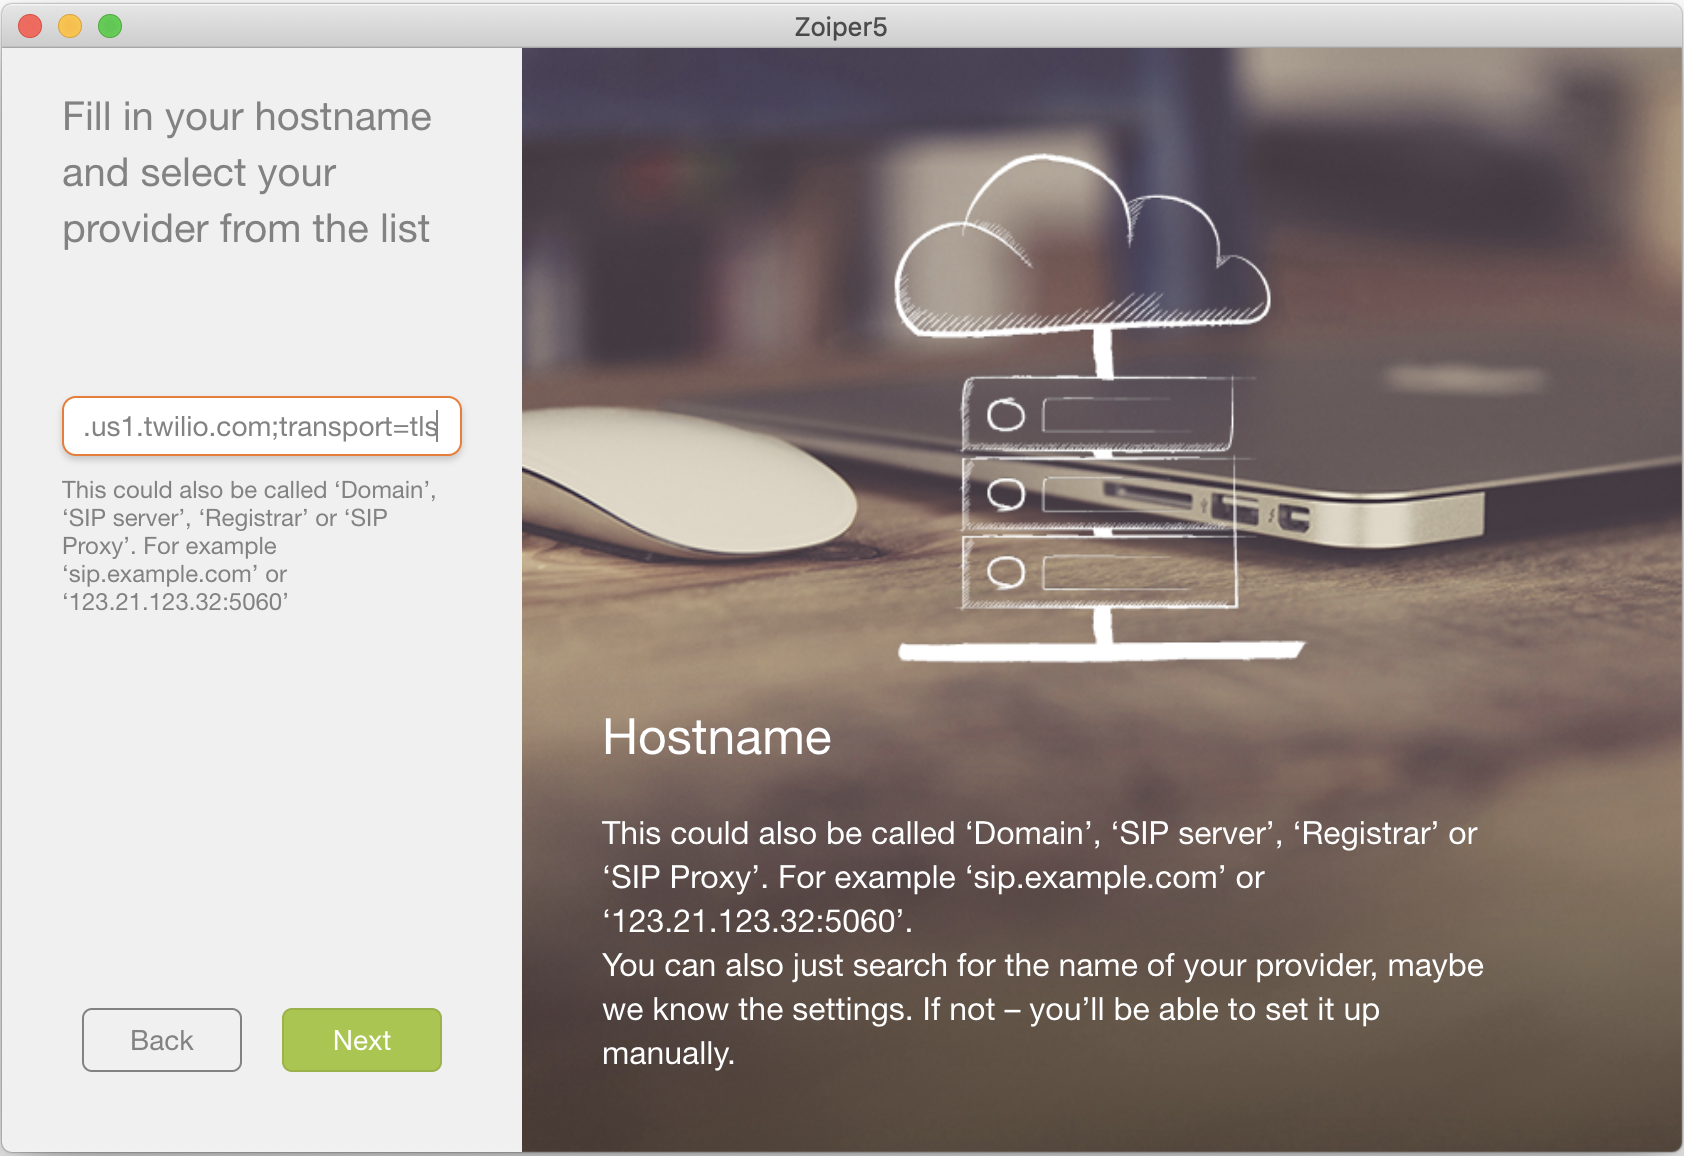 Zoiper5
Fill in your hostname
and select your
provider from the list
.us1.twilio.com;transport=tls
This could also be called ‘Domain’,
‘SIP server’, ‘Registrar’ or ‘SIP
Proxy’. For example
‘sip.example.com’ or
‘123.21.123.32:5060’
Back
Next
Hostname
This could also be called ‘Domain’, ‘SIP server’, ‘Registrar’ or
‘SIP Proxy’. For example ‘sip.example.com’ or
‘123.21.123.32:5060’.
You can also just search for the name of your provider, maybe
we know the settings. If not – you’ll be able to set it up
manually.